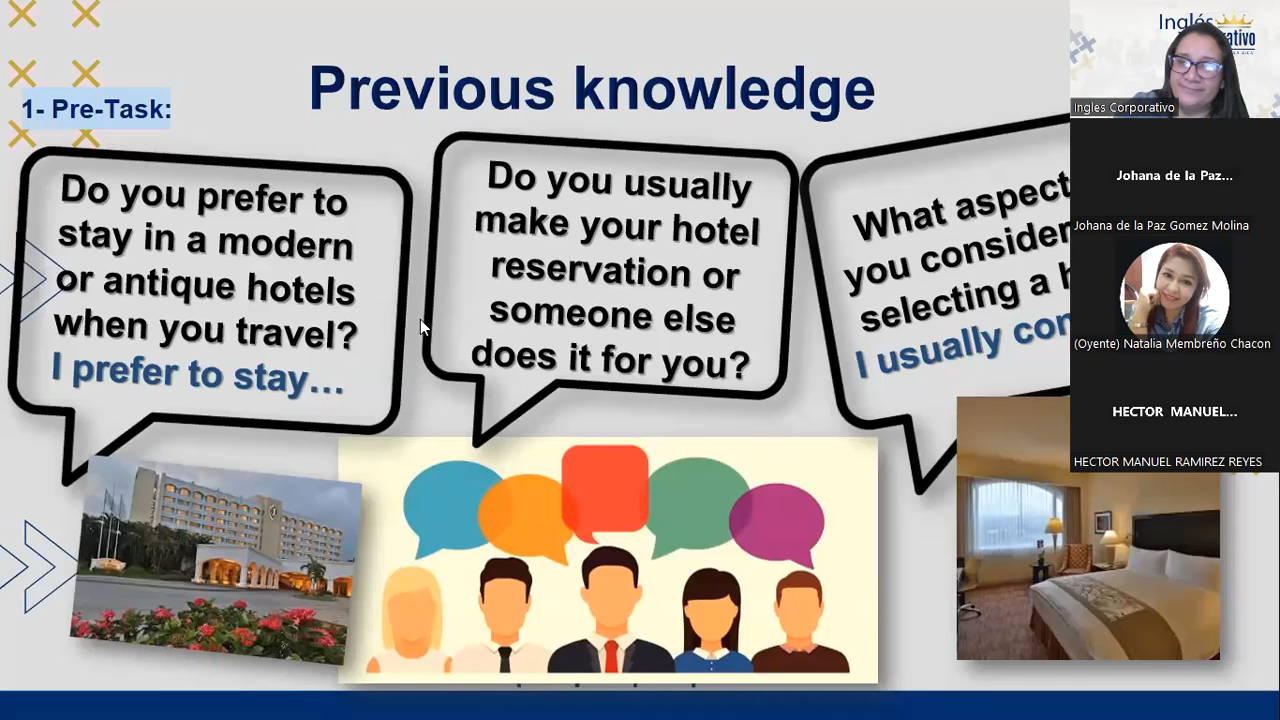 Previous knowledge
1- Pre-Task:
Do you prefer to
stay in a modern
or antique hotels
when you travel?
I prefer to stay…
Do you usually
make your hotel
reservation or
someone else
does it for you?
What aspect
you consider
selecting a h
I usually con
Inglés
Ingles Corporativo
Johana de la Paz...
Johana de la Paz Gomez Molina
(Oyente) Natalia Membreño Chacon
HECTOR MANUEL...
HECTOR MANUEL RAMIREZ REYES